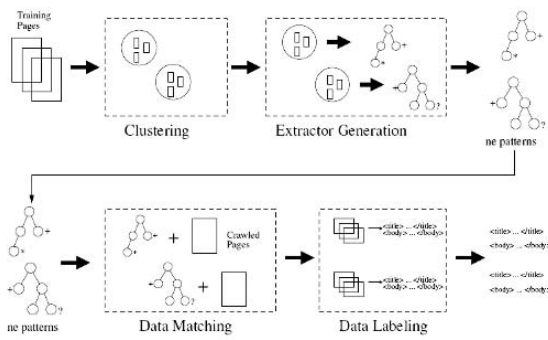 Training
Pages
+
*
+
?
Clustering
Extractor Generation
+
*
+
?
ne patterns
+
*
+
?
ne patterns
+
*
+
Crawled
Pages
+
?
+
Data Matching
<title> ... </title>
<body> ... </body>
<title> ... </title>
<body> ... </body>
Data Labeling
<title> ... </title>
<body> ... </body>
<title> ... </title>
<body> ... </body>